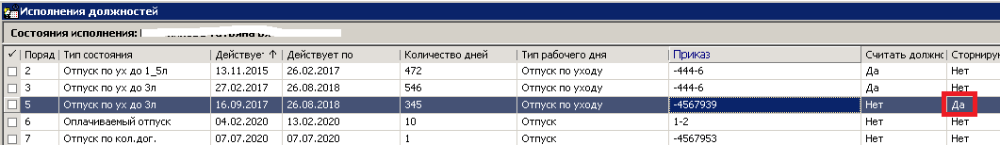 Исполнения должностей
Состояния исполнения:
✓ Поряд Тип состояния Действует ↑ Действует по Количество дней Тип рабочего дня Приказ Считать должно Сторнирую
2 Отпуск по ух до 1_5л 13.11.2015 26.02.2017 472 Отпуск по уходу -444-6 Да Нет
3 Отпуск по ух до 3л 27.02.2017 26.08.2018 546 Отпуск по уходу -444-6 Да Нет
5 Отпуск по ух до 3л 16.09.2017 26.08.2018 345 Отпуск по уходу -4567939 Нет Да
6 Оплачиваемый отпуск 04.02.2020 13.02.2020 10 Отпуск 1-2 Нет Нет
7 Отпуск по кол.дог. 07.07.2020 07.07.2020 1 Отпуск -4567953 Нет Нет